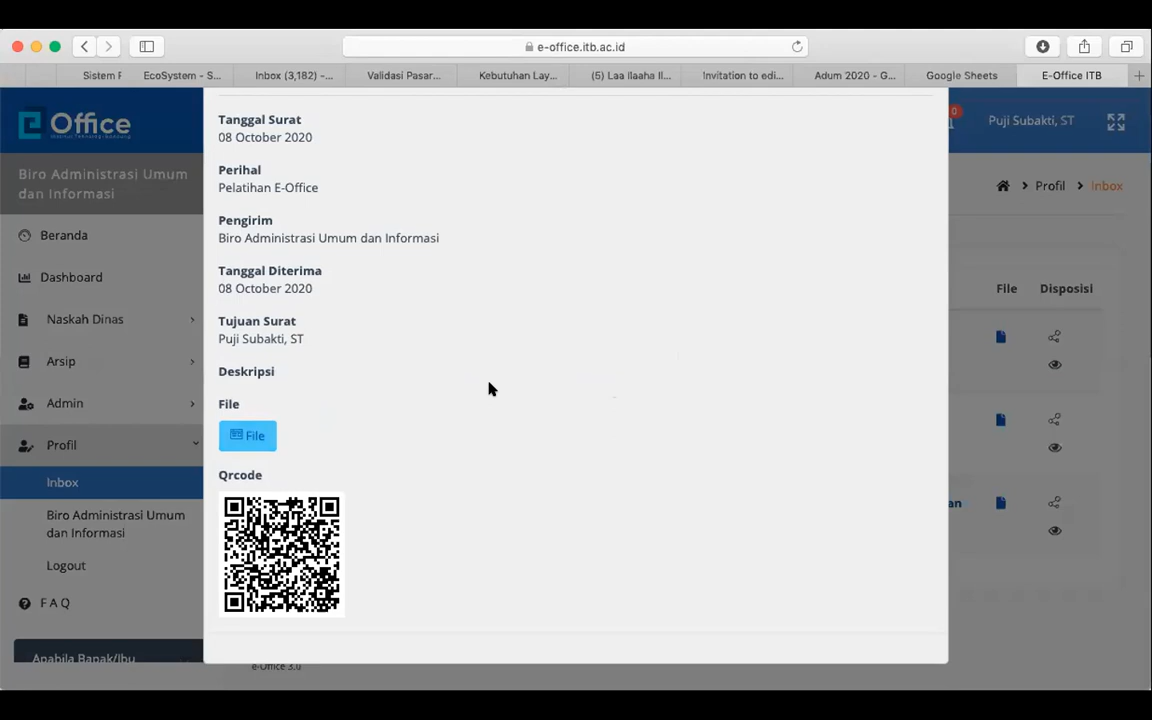 e-office.itb.ac.id
Sistem F
EcoSystem - S...
Inbox (3,182) -...
Validasi Pasar...
Kebutuhan Lay...
(5) Laa Ilaaha Il...
Invitation to edi...
Adum 2020 - G...
Google Sheets
E-Office ITB
Office
0
Puji Subakti, ST
Biro Administrasi Umum
dan Informasi
Profil
Inbox
Beranda
Dashboard
Naskah Dinas
Arsip
Admin
Profil
Inbox
Biro Administrasi Umum
dan Informasi
Logout
F A Q
Apabila Bapak/Ibu
Tanggal Surat
08 October 2020
Perihal
Pelatihan E-Office
Pengirim
Biro Administrasi Umum dan Informasi
Tanggal Diterima
08 October 2020
Tujuan Surat
Puji Subakti, ST
Deskripsi
File
File
Qrcode
File
Disposisi
an
e-Office 3.0